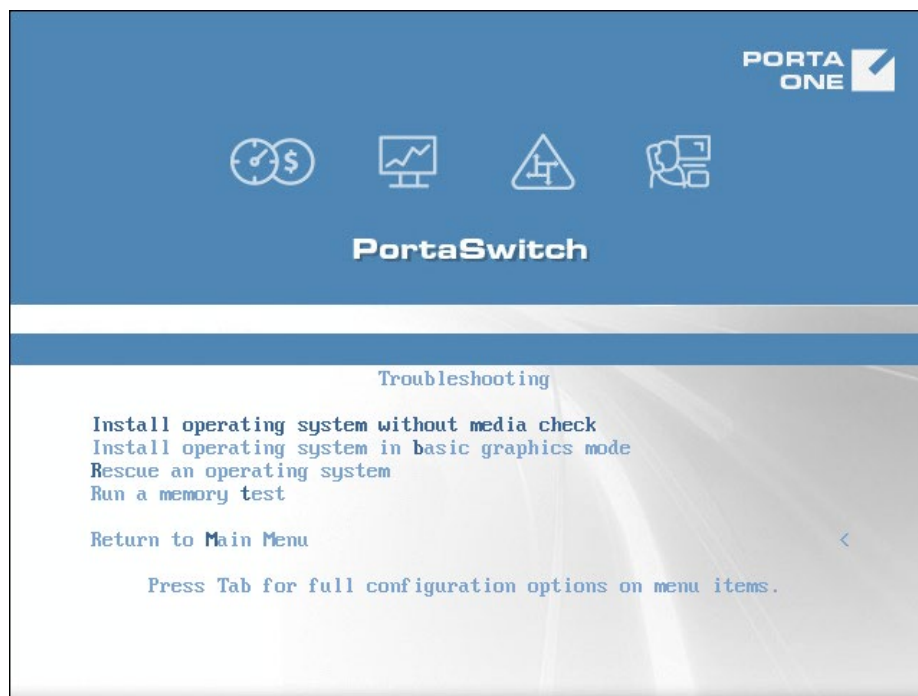 PORTA
ONE
$
PortaSwitch
Troubleshooting
Install operating system without media check
Install operating system in basic graphics mode
Rescue an operating system
Run a memory test
Return to Main Menu <
Press Tab for full configuration options on menu items.